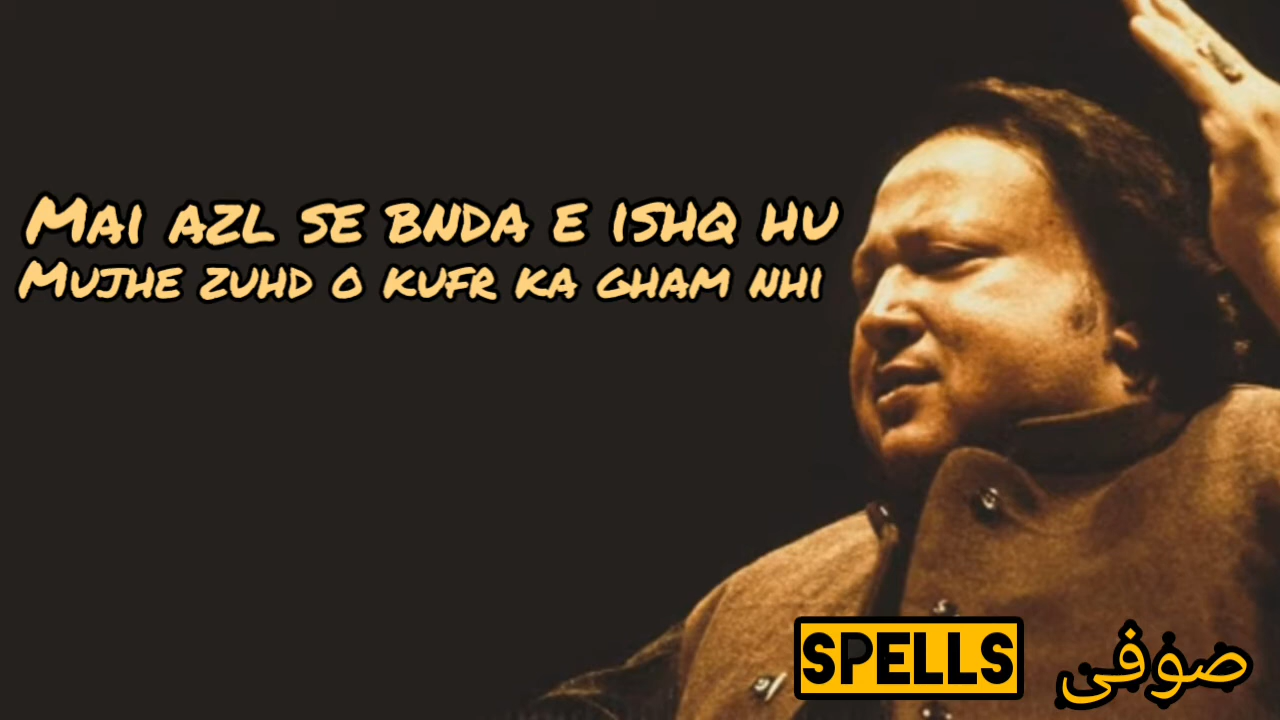 Mai azl se bnda e ishq hu
Mujhe zuhd o kufr ka gham nhi
SPELLS صوفی